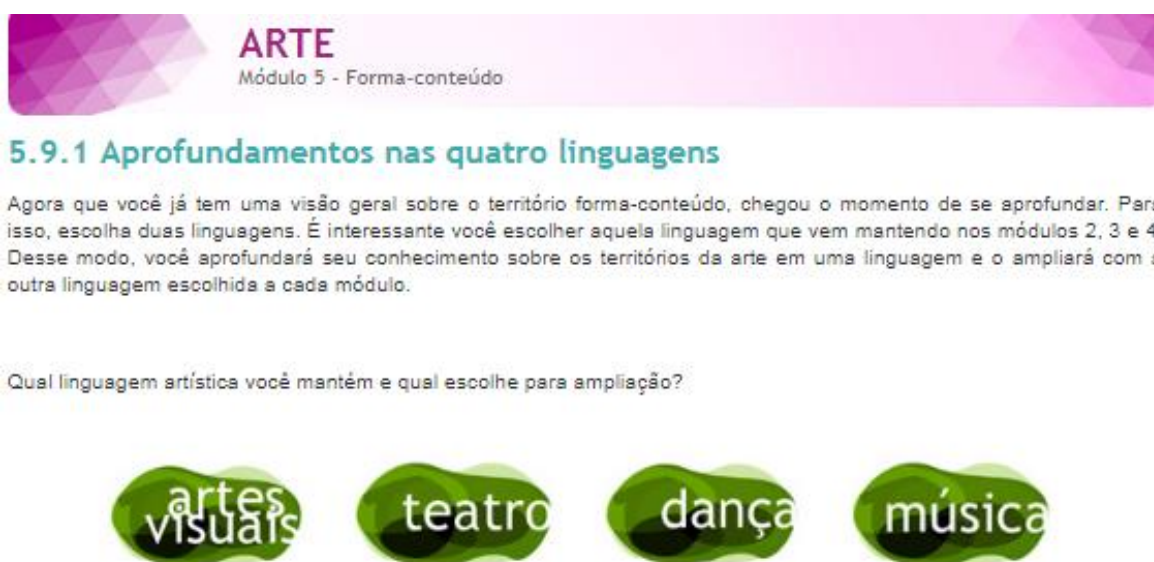 ARTE
Módulo 5 - Forma-conteúdo
5.9.1 Aprofundamentos nas quatro linguagens
Agora que você já tem uma visão geral sobre o território forma-conteúdo, chegou o momento de se aprofundar. Para
isso, escolha duas linguagens. É interessante você escolher aquela linguagem que vem mantendo nos módulos 2, 3 e 4.
Desse modo, você aprofundará seu conhecimento sobre os territórios da arte em uma linguagem e o ampliará com a
outra linguagem escolhida a cada módulo.
Qual linguagem artística você mantém e qual escolhe para ampliação?
artes
visuais
teatro
dança
música